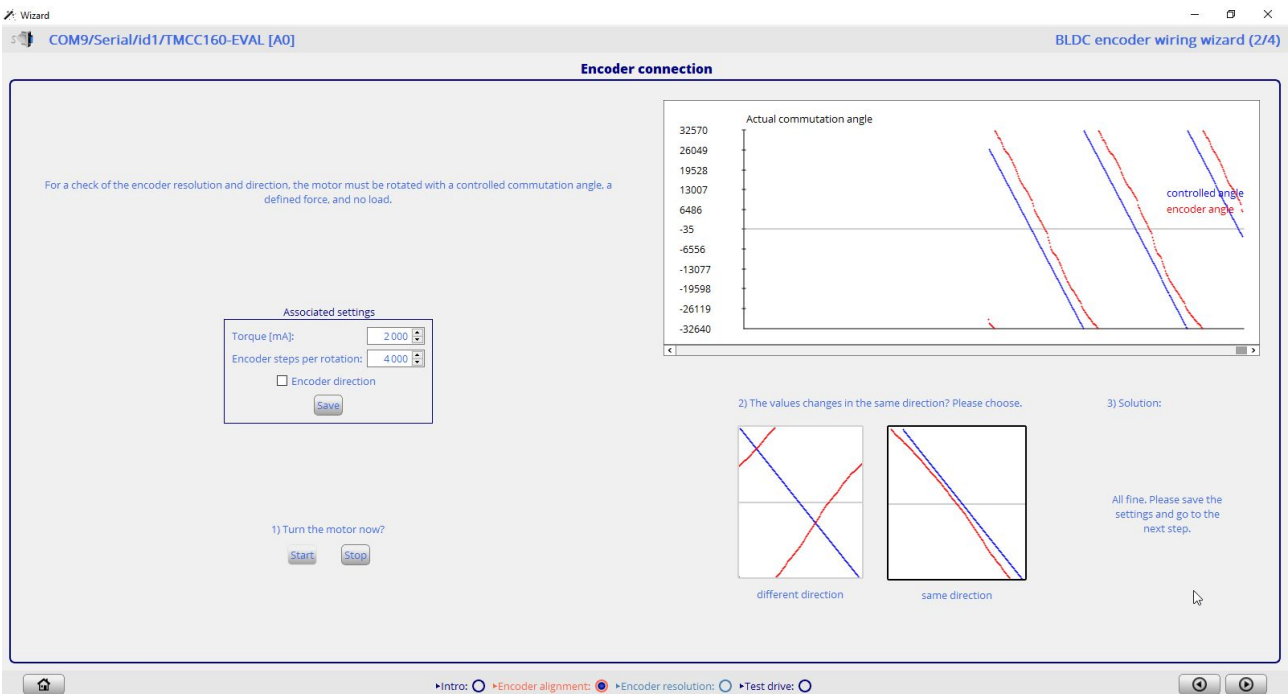 Wizard
COM9/Serial/id1/TMCC160-EVAL [A0]
BLDC encoder wiring wizard (2/4)
Encoder connection
For a check of the encoder resolution and direction, the motor must be rotated with a controlled commutation angle, a
defined force, and no load.
Associated settings
Torque [mA]: 2 000
Encoder steps per rotation: 4 000
Encoder direction
Save
1) Turn the motor now?
Start Stop
Actual commutation angle
32570
26049
19528
13007
6486
-35
-6556
-13077
-19598
-26119
-32640
controlled angle
encoder angle
2) The values changes in the same direction? Please choose.
different direction
same direction
3) Solution:
All fine. Please save the
settings and go to the
next step.
Intro: Encoder alignment: Encoder resolution: Test drive: